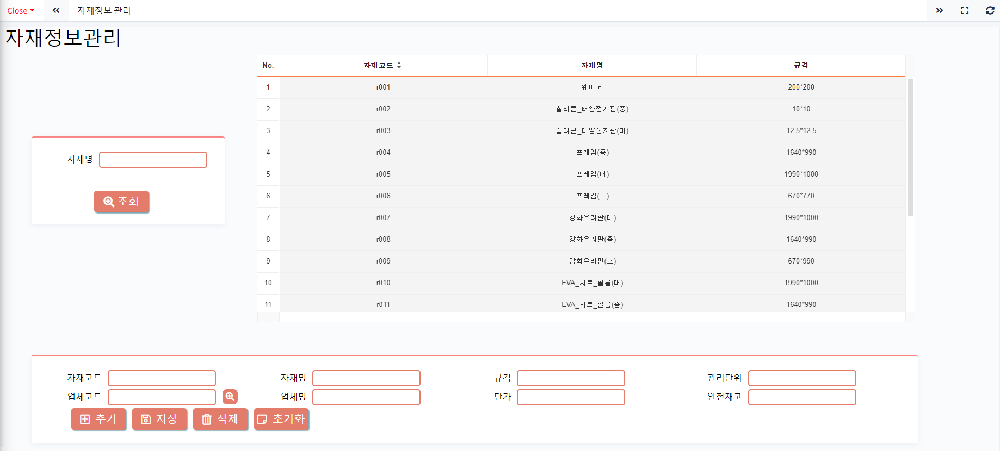 Close 자재정보 관리
자재정보관리
No. 자재코드 자재명 규격
1 r001 웨이퍼 200*200
2 r002 실리콘_태양전지판(중) 10*10
3 r003 실리콘_태양전지판(대) 12.5*12.5
4 r004 프레임(중) 1640*990
5 r005 프레임(대) 1990*1000
6 r006 프레임(소) 670*770
7 r007 강화유리판(대) 1990*1000
8 r008 강화유리판(중) 1640*990
9 r009 강화유리판(소) 670*990
10 r010 EVA_시트_필름(대) 1990*1000
11 r011 EVA_시트_필름(중) 1640*990
자재명
조회
자재코드 자재명 규격 관리단위
업체코드 업체명 단가 안전재고
추가 저장 삭제 초기화